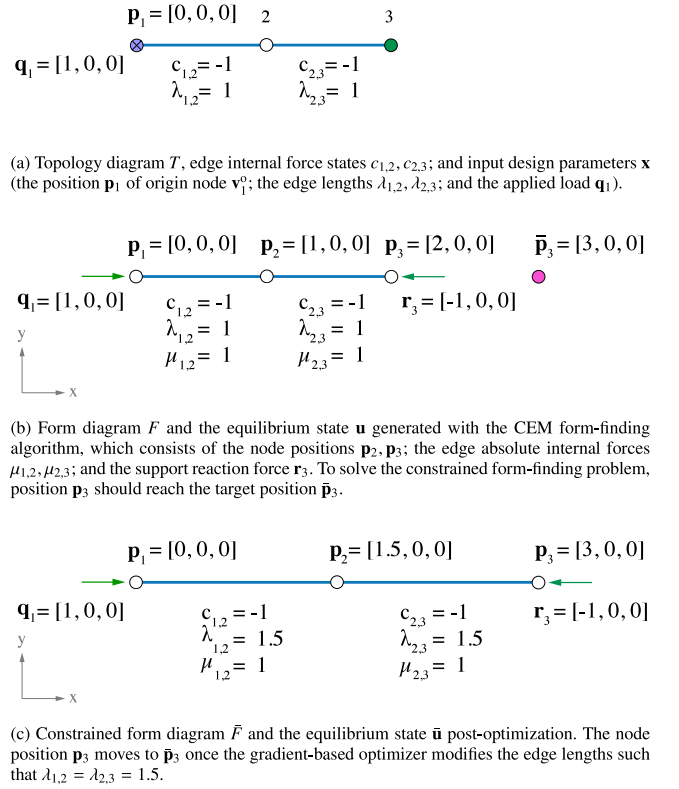 p₁ = [0, 0, 0] 2 3
q₁ = [1, 0, 0] c₁,₂= -1 c₂,₃= -1
λ₁,₂= 1 λ₂,₃= 1
(a) Topology diagram T, edge internal force states c₁,₂, c₂,₃; and input design parameters x
(the position p₁ of origin node v₁ᵒ; the edge lengths λ₁,₂, λ₂,₃; and the applied load q₁).
p₁ = [0, 0, 0] p₂ = [1, 0, 0] p₃ = [2, 0, 0] p̄₃ = [3, 0, 0]
q₁ = [1, 0, 0] c₁,₂ = -1 c₂,₃ = -1 r₃ = [-1, 0, 0]
λ₁,₂ = 1 λ₂,₃ = 1
y
μ₁,₂ = 1 μ₂,₃ = 1
x
(b) Form diagram F and the equilibrium state u generated with the CEM form-finding
algorithm, which consists of the node positions p₂, p₃; the edge absolute internal forces
μ₁,₂, μ₂,₃; and the support reaction force r₃. To solve the constrained form-finding problem,
position p₃ should reach the target position p̄₃.
p₁ = [0, 0, 0] p₂= [1.5, 0, 0] p₃ = [3, 0, 0]
q₁ = [1, 0, 0] c₁,₂ = -1 c₂,₃ = -1 r₃ = [-1, 0, 0]
λ₁,₂ = 1.5 λ₂,₃ = 1.5
y
μ₁,₂ = 1 μ₂,₃ = 1
x
(c) Constrained form diagram F̄ and the equilibrium state ū post-optimization. The node
position p₃ moves to p̄₃ once the gradient-based optimizer modifies the edge lengths such
that λ₁,₂ = λ₂,₃ = 1.5.